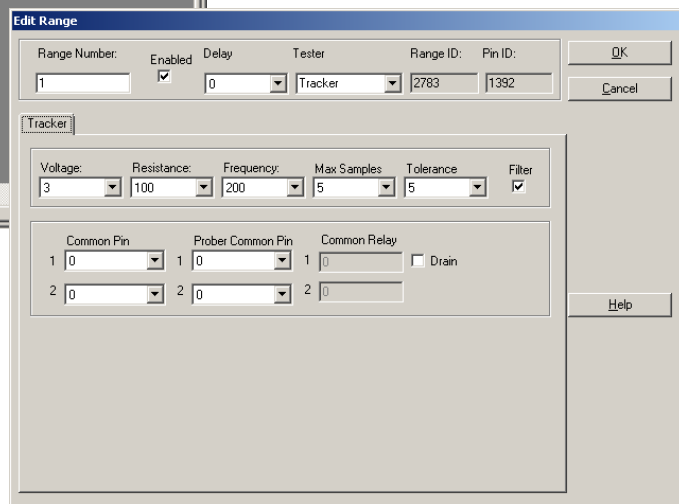 Edit Range
Range Number: Enabled Delay Tester Range ID: Pin ID: OK
1 0 Tracker 2783 1392 Cancel
Tracker
Voltage: Resistance: Frequency: Max Samples Tolerance Filter
3 100 200 5 5
Common Pin Prober Common Pin Common Relay
1 0 1 0 1 0 Drain
2 0 2 0 2 0
Help